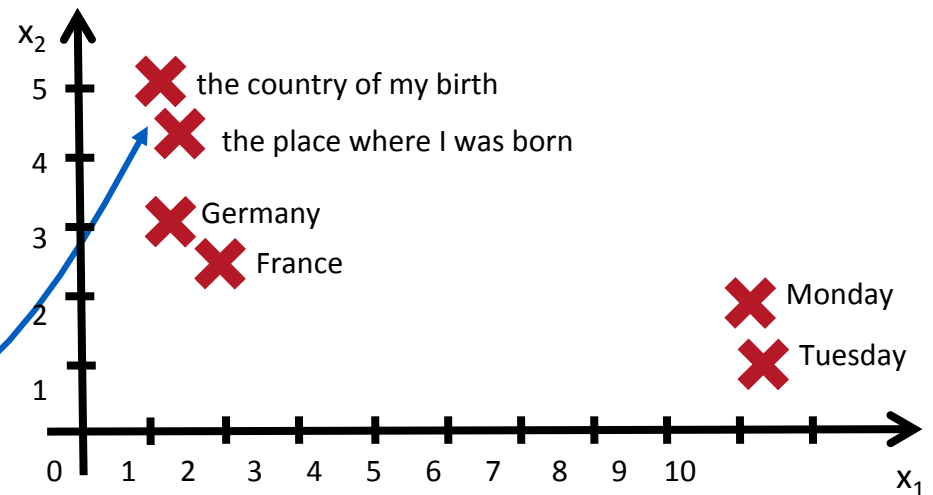 x2
5
the country of my birth
the place where I was born
4
Germany
3
France
Monday
2
Tuesday
1
0 1 2 3 4 5 6 7 8 9 10
x1